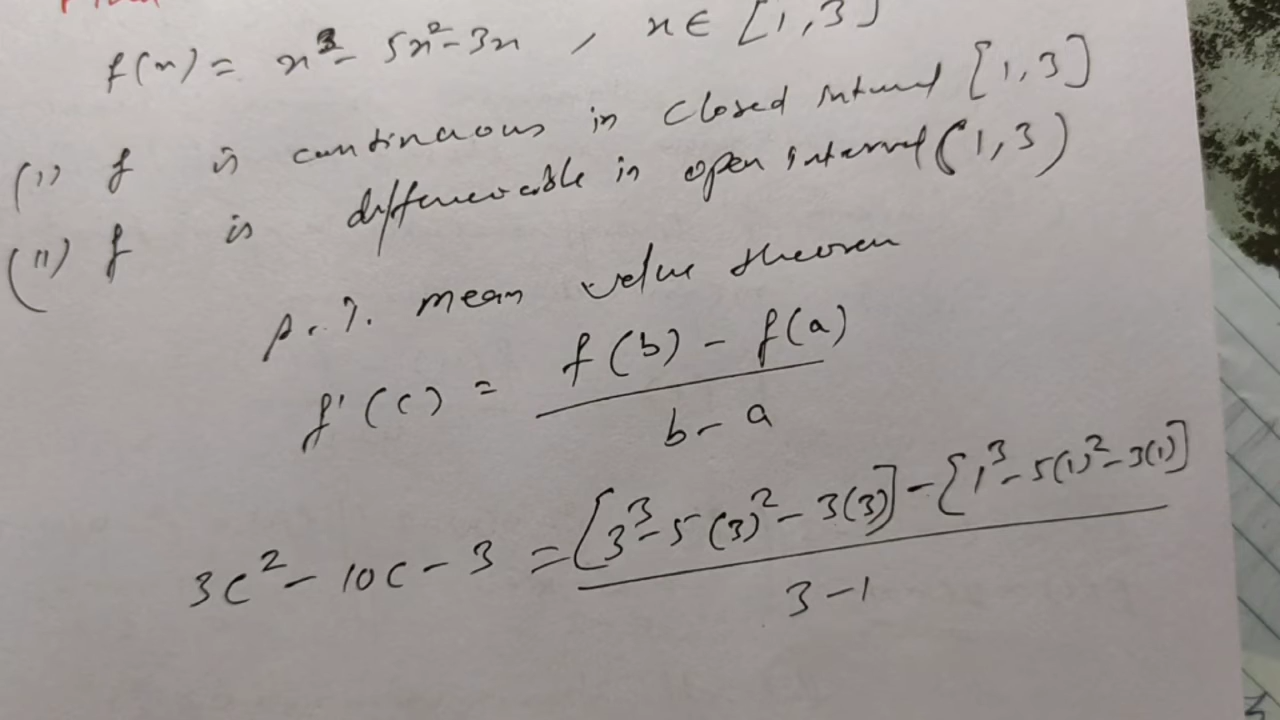 f(x) = x³ - 5x² - 3x , x ∈ [1,3]
(i) f is continuous in closed interval [1,3]
(ii) f is differenciable in open interval (1,3)
mean value theorem
f'(c) = f(b) - f(a) / b - a
3c² - 10c - 3 = [3³ - 5(3)² - 3(3)] - [1³ - 5(1)² - 3(1)] / 3 - 1